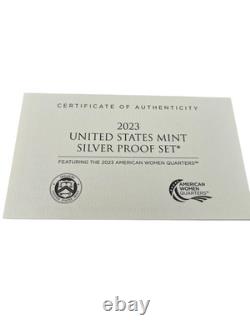 CERTIFICATE OF AUTHENTICITY
2023
UNITED STATES MINT
SILVER PROOF SET®
FEATURING THE 2023 AMERICAN WOMEN QUARTERS™
AMERICAN
WOMEN
QUARTERS™